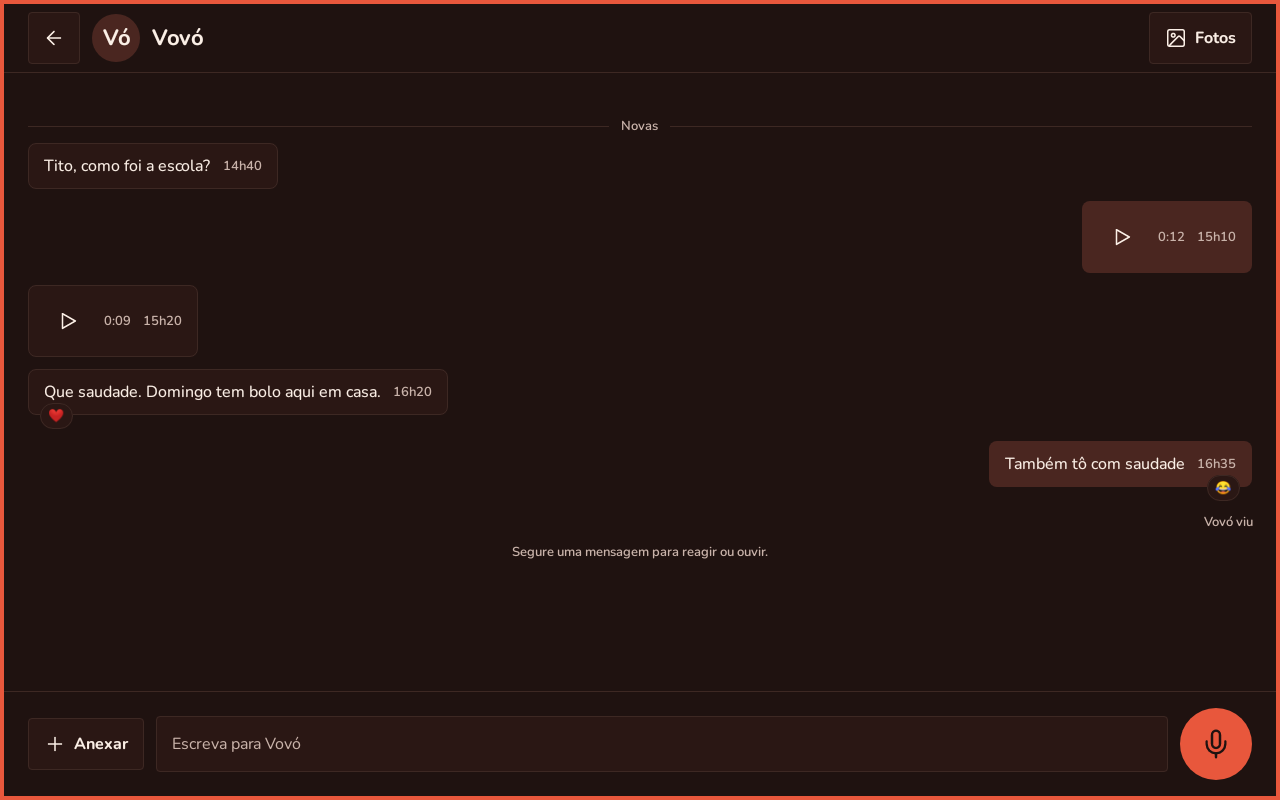 Vó Vovó Fotos
Novas
Tito, como foi a escola? 14h40
0:12 15h10
0:09 15h20
Que saudade. Domingo tem bolo aqui em casa. 16h20
❤️
Também tô com saudade 16h35
😂
Vovó viu
Segure uma mensagem para reagir ou ouvir.
Anexar Escreva para Vovó